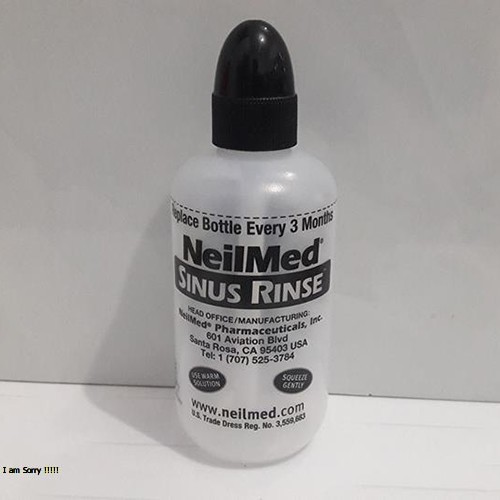 Replace Bottle Every 3 Months
NeilMed®
SINUS RINSE™
HEAD OFFICE/MANUFACTURING:
NeilMed® Pharmaceuticals, Inc.
601 Aviation Blvd
Santa Rosa, CA 95403 USA
Tel: 1 (707) 525-3784
USE WARM
SOLUTION
SQUEEZE
GENTLY
www.neilmed.com
U.S. Trade Dress Reg. No. 3,559,663
I am Sorry !!!!!